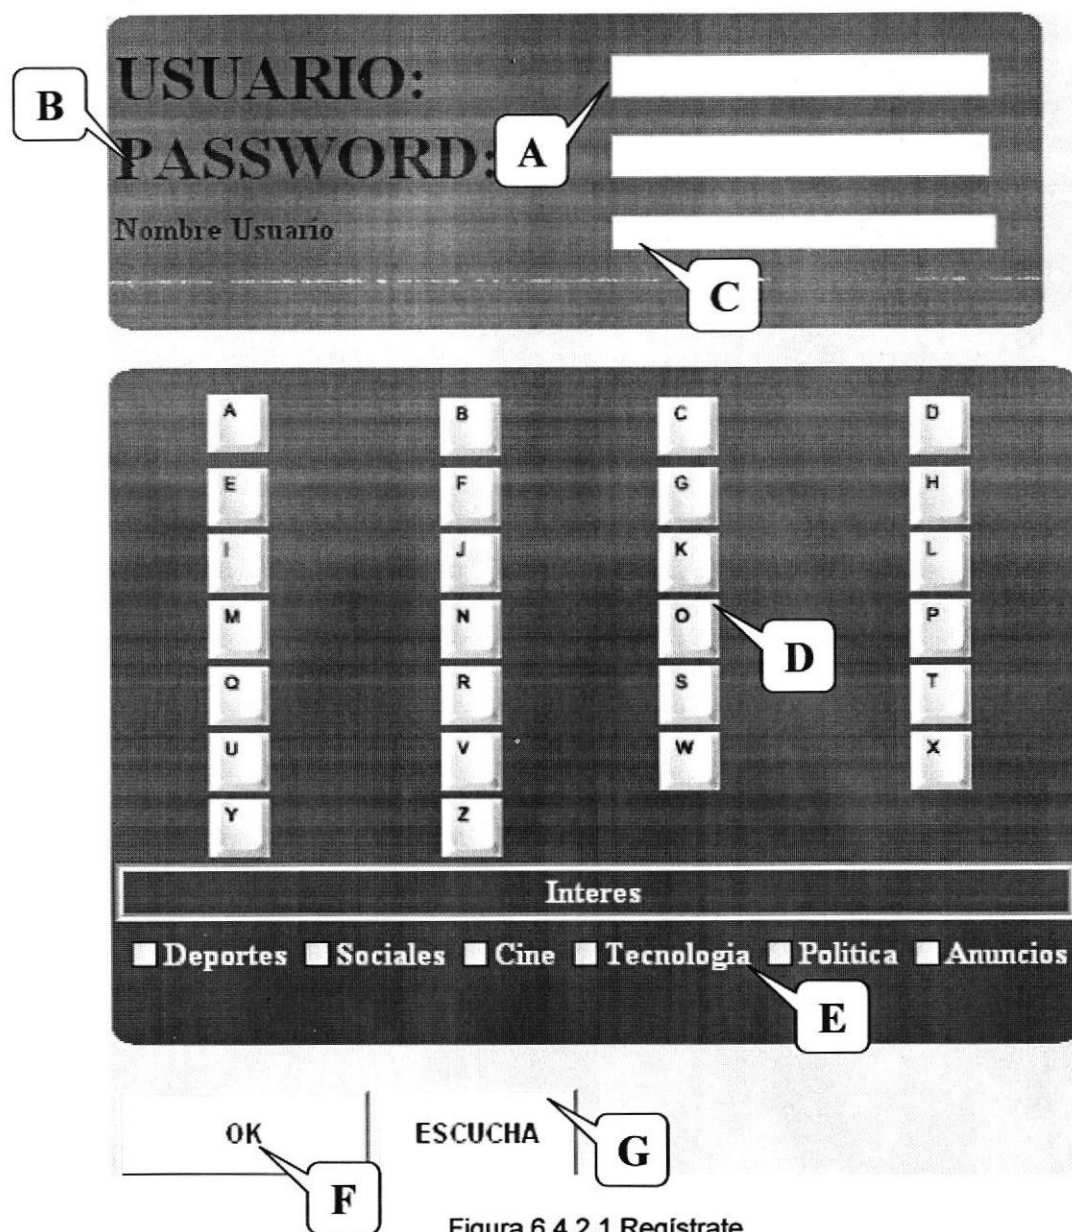 USUARIO:
B
A
PASSWORD:
Nombre Usuario
C
A B C D
E F G H
I J K L
M N O P
D
Q R S T
U V W X
Y Z
Interes
Deportes Sociales Cine Tecnologia Politica Anuncios
E
OK ESCUCHA
G
F
Figura 6.4.2.1 Regístrate